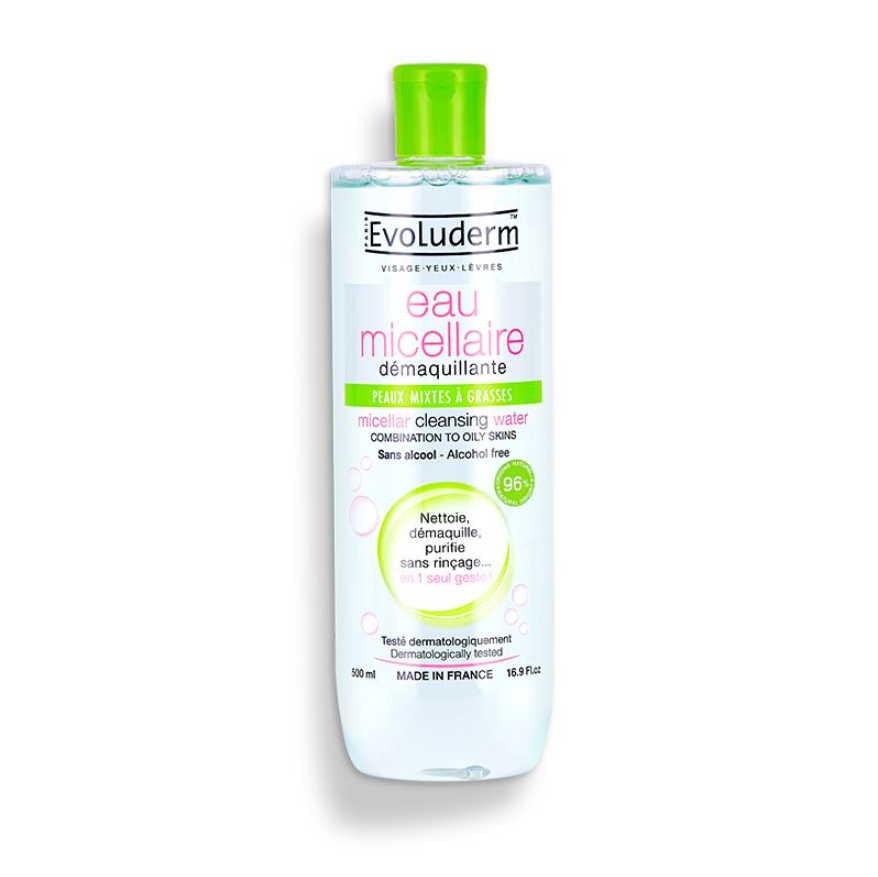 PARIS
Evoluderm™
VISAGE·YEUX·LÈVRES
eau
micellaire
démaquillante
PEAUX MIXTES À GRASSES
micellar cleansing water
COMBINATION TO OILY SKINS
Sans alcool - Alcohol free
96%
Nettoie,
démaquille,
purifie
sans rinçage...
en 1 seul geste !
Testé dermatologiquement
Dermatologically tested
500 ml MADE IN FRANCE 16.9 Fl.oz